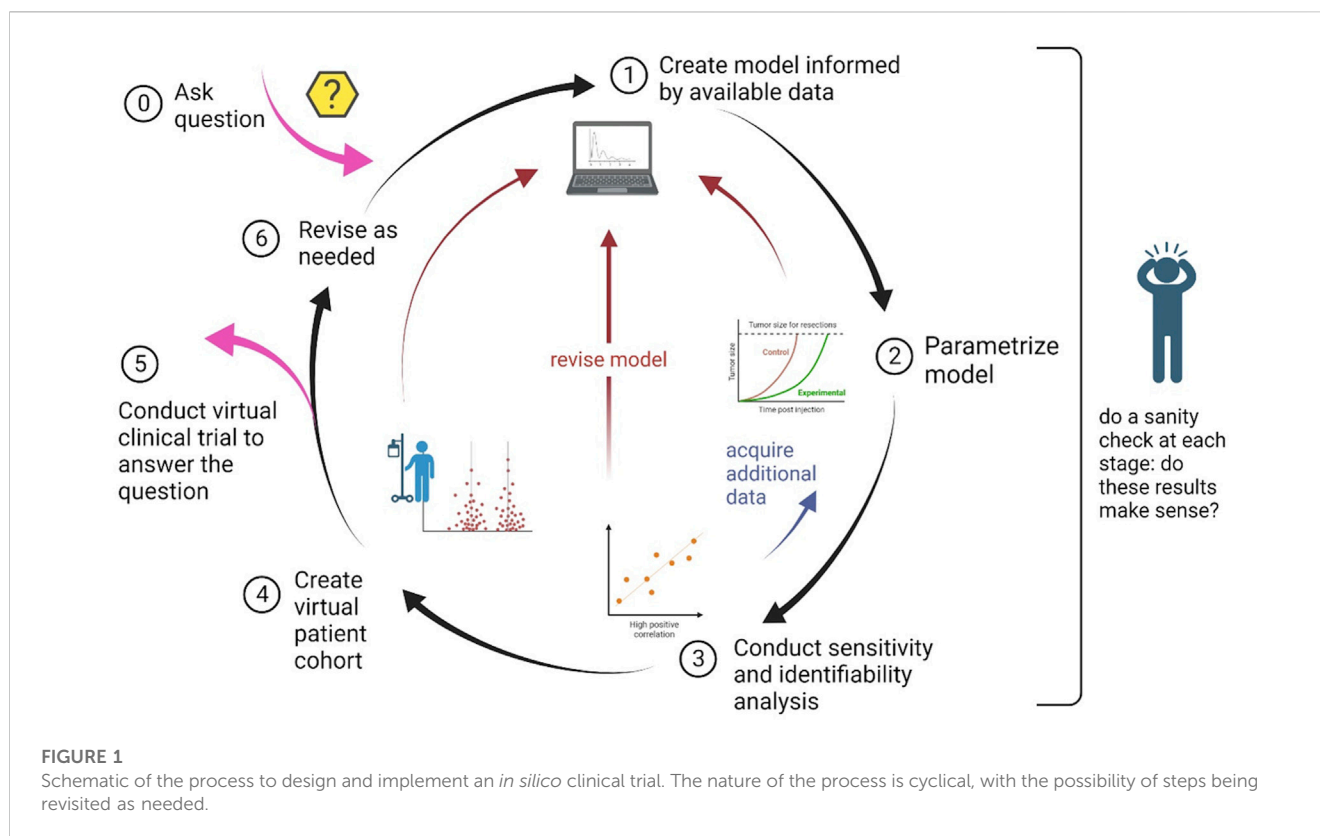 0
Ask
question
?
1
Create model informed
by available data
6
Revise as
needed
5
Conduct virtual
clinical trial to
answer the
question
revise model
Tumor size for resections
Tumor size
Control
Experimental
Time post injection
2
Parametrize
model
acquire
additional
data
High positive
correlation
4
Create
virtual
patient
cohort
3
Conduct sensitivity
and identifiability
analysis
do a sanity
check at each
stage: do
these results
make sense?
FIGURE 1
Schematic of the process to design and implement an in silico clinical trial. The nature of the process is cyclical, with the possibility of steps being
revisited as needed.